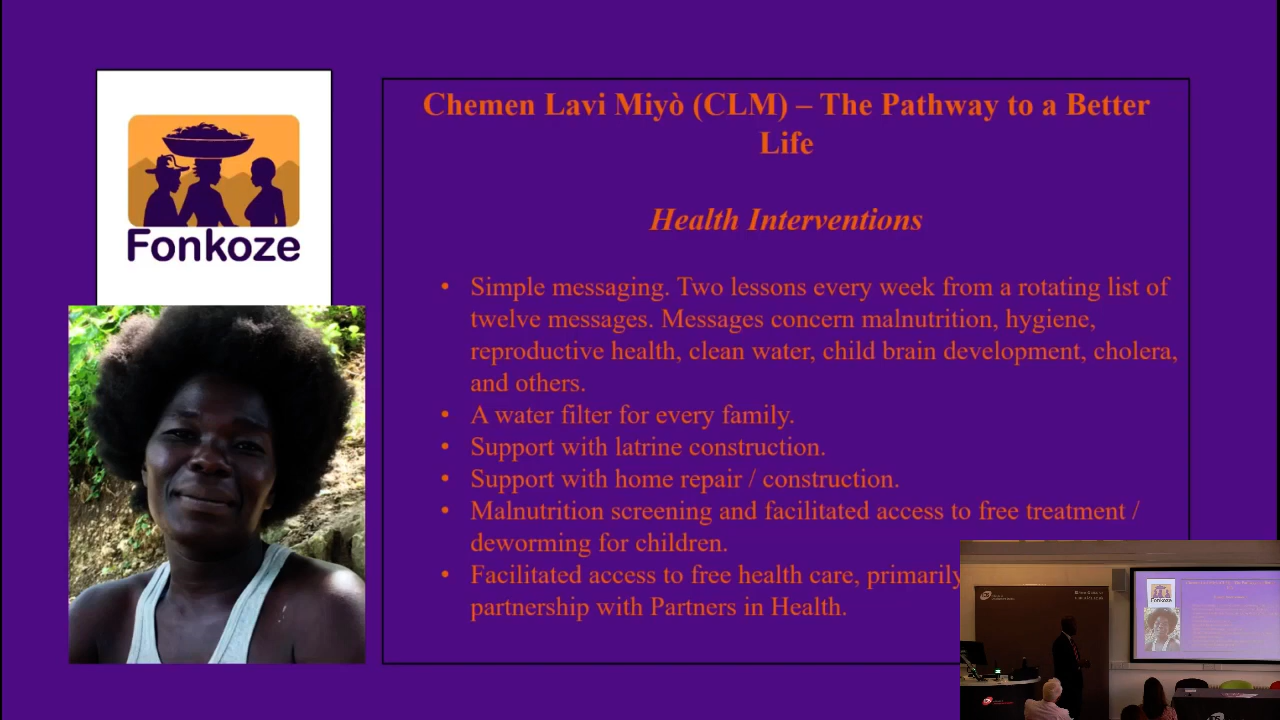 Fonkoze
Chemen Lavi Miyò (CLM) – The Pathway to a Better
Life
Health Interventions
• Simple messaging. Two lessons every week from a rotating list of
twelve messages. Messages concern malnutrition, hygiene,
reproductive health, clean water, child brain development, cholera,
and others.
• A water filter for every family.
• Support with latrine construction.
• Support with home repair / construction.
• Malnutrition screening and facilitated access to free treatment /
deworming for children.
• Facilitated access to free health care, primarily
partnership with Partners in Health.